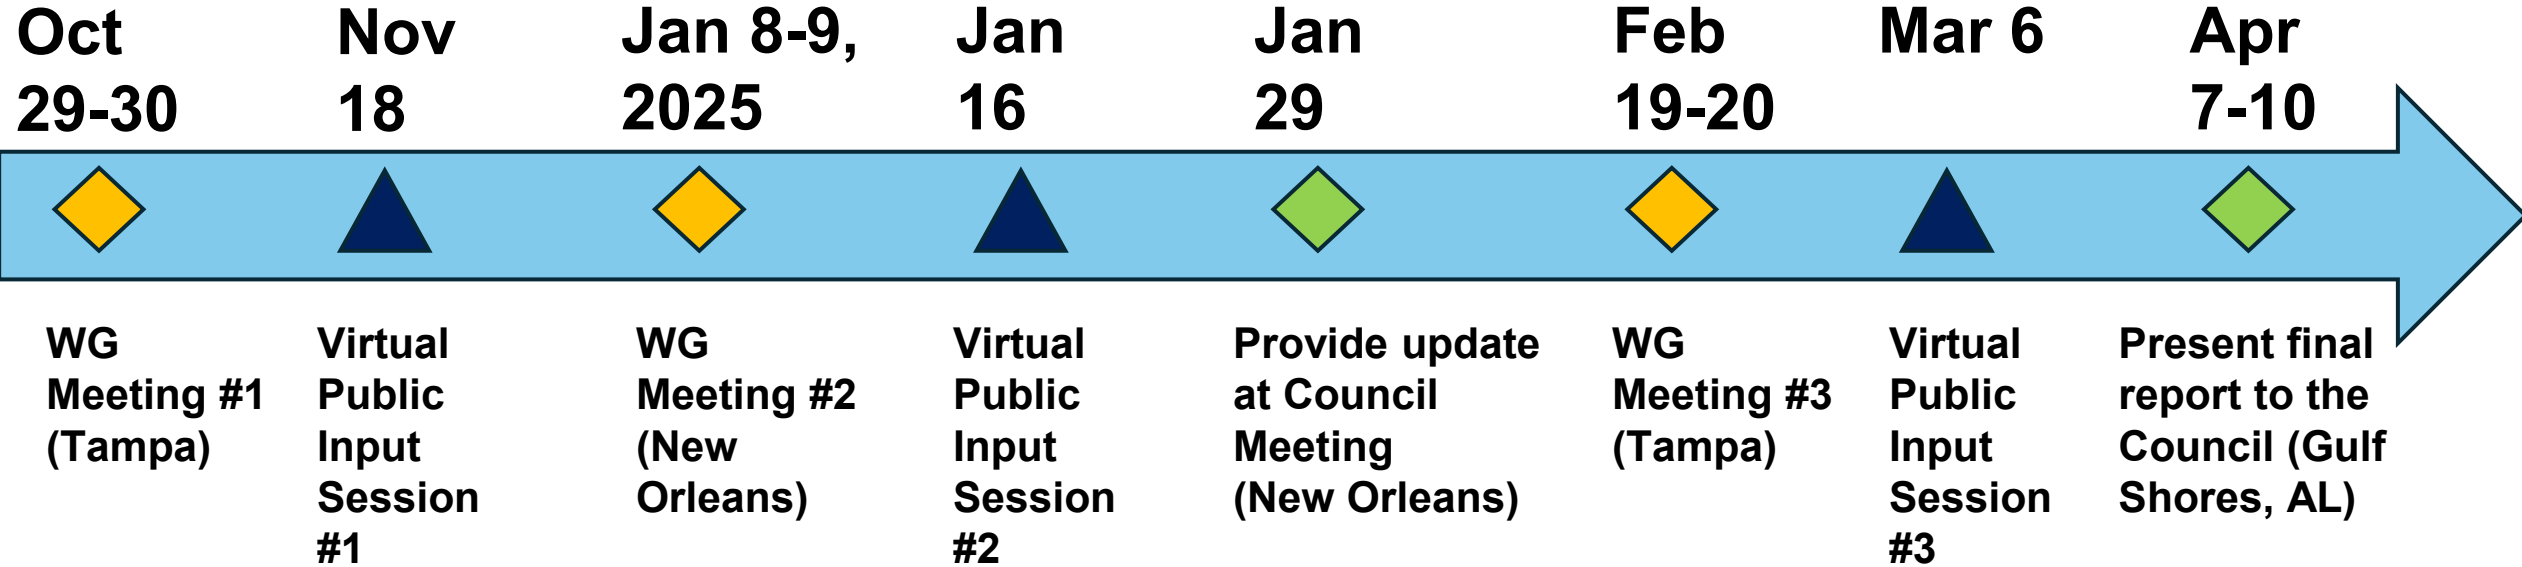 Oct
29-30
Nov
18
Jan 8-9,
2025
Jan
16
Jan
29
Feb
19-20
Mar 6
Apr
7-10
WG
Meeting #1
(Tampa)
Virtual
Public
Input
Session
#1
WG
Meeting #2
(New
Orleans)
Virtual
Public
Input
Session
#2
Provide update
at Council
Meeting
(New Orleans)
WG
Meeting #3
(Tampa)
Virtual
Public
Input
Session
#3
Present final
report to the
Council (Gulf
Shores, AL)